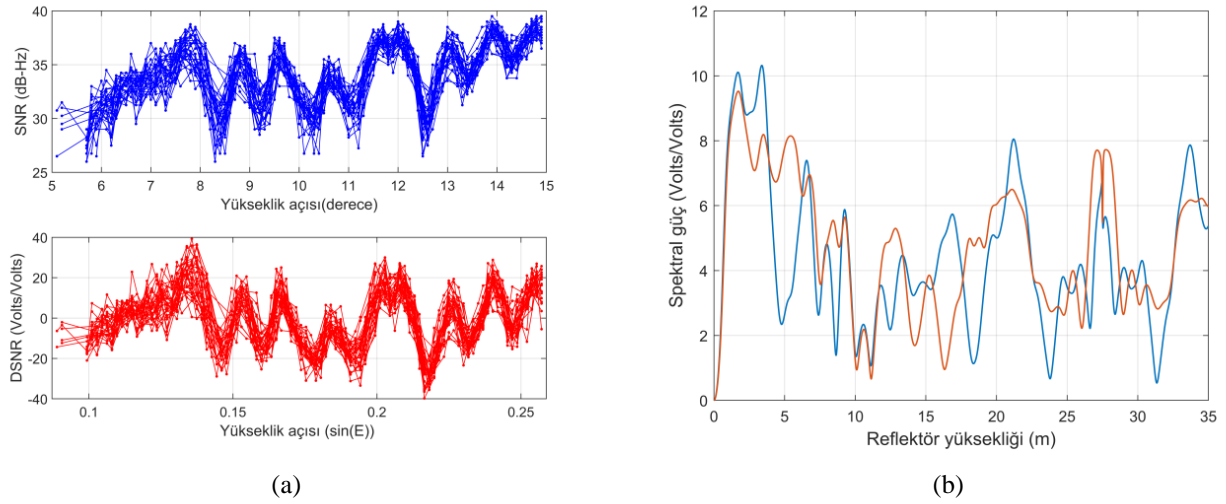 SNR (dB-Hz)
40
35
30
25
5 6 7 8 9 10 11 12 13 14 15
Yükseklik açısı(derece)
DSNR (Volts/Volts)
40
20
0
-20
-40
0.1 0.15 0.2 0.25
Yükseklik açısı (sin(E))
(a)
Spektral güç (Volts/Volts)
12
10
8
6
4
2
0
0 5 10 15 20 25 30 35
Reflektör yüksekliği (m)
(b)